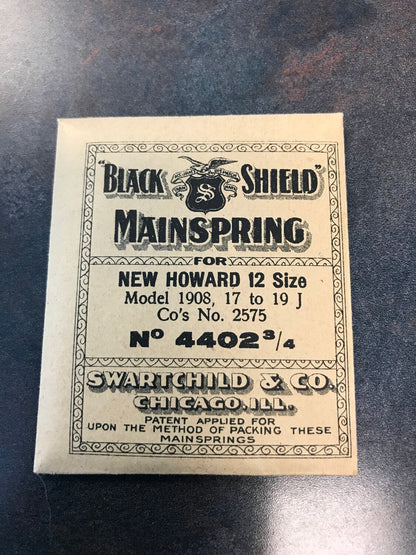 "BLACK SHIELD"
S
MAINSPRING
FOR
NEW HOWARD 12 Size
Model 1908, 17 to 19 J
Co's No. 2575
No 4402 3/4
SWARTCHILD & CO.
CHICAGO. ILL.
PATENT APPLIED FOR
UPON THE METHOD OF PACKING THESE
MAINSPRINGS